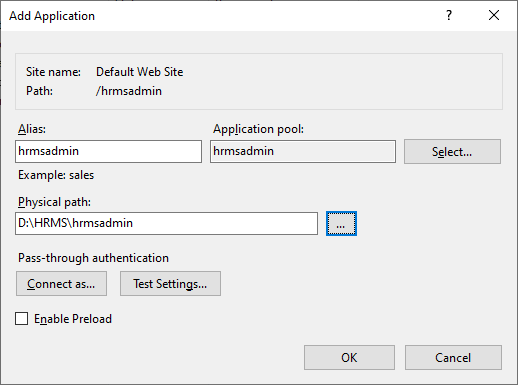 Add Application
?
Site name: Default Web Site
Path: /hrmsadmin
Alias: Application pool:
hrmsadmin hrmsadmin Select...
Example: sales
Physical path:
D:\HRMS\hrmsadmin ...
Pass-through authentication
Connect as... Test Settings...
Enable Preload
OK Cancel